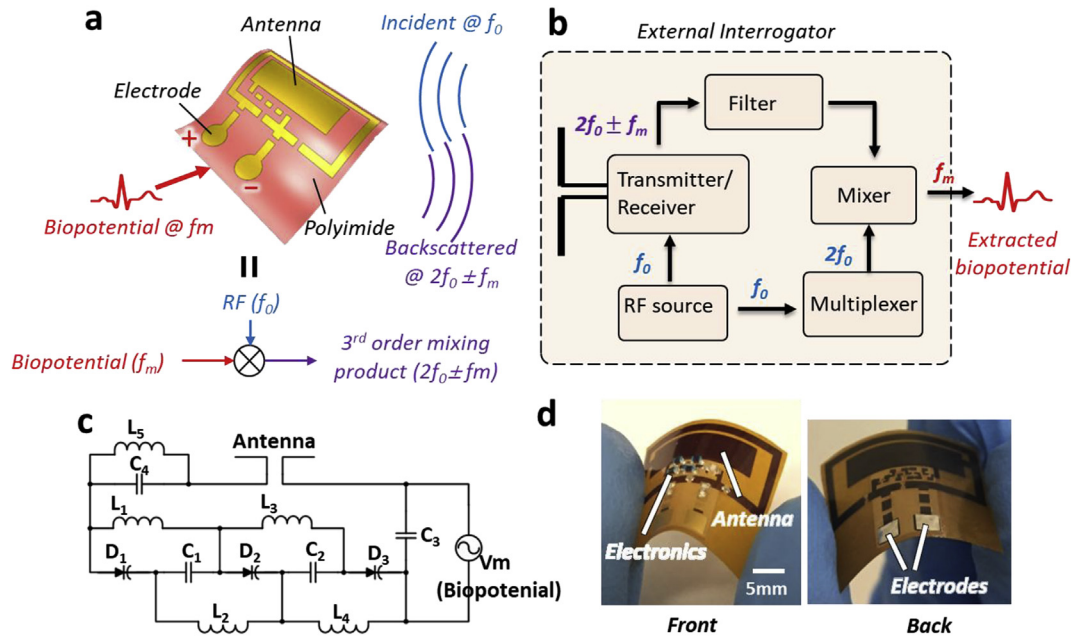 a
Antenna
Incident @ f0
Electrode
+
−
Polyimide
Biopotential @ fm
Backscattered
@ 2f0 ± fm
RF (f0)
Biopotential (fm)
3rd order mixing
product (2f0±fm)
b
External Interrogator
Filter
2f0 ± fm
Transmitter/
Receiver
Mixer
fm
Extracted
biopotential
f0
2f0
RF source
f0
Multiplexer
c
L5
C4
Antenna
L1
L3
C3
D1
C1
D2
C2
D3
Vm
(Biopotenial)
L2
L4
d
Antenna
Electronics
5mm
Electrodes
Front
Back